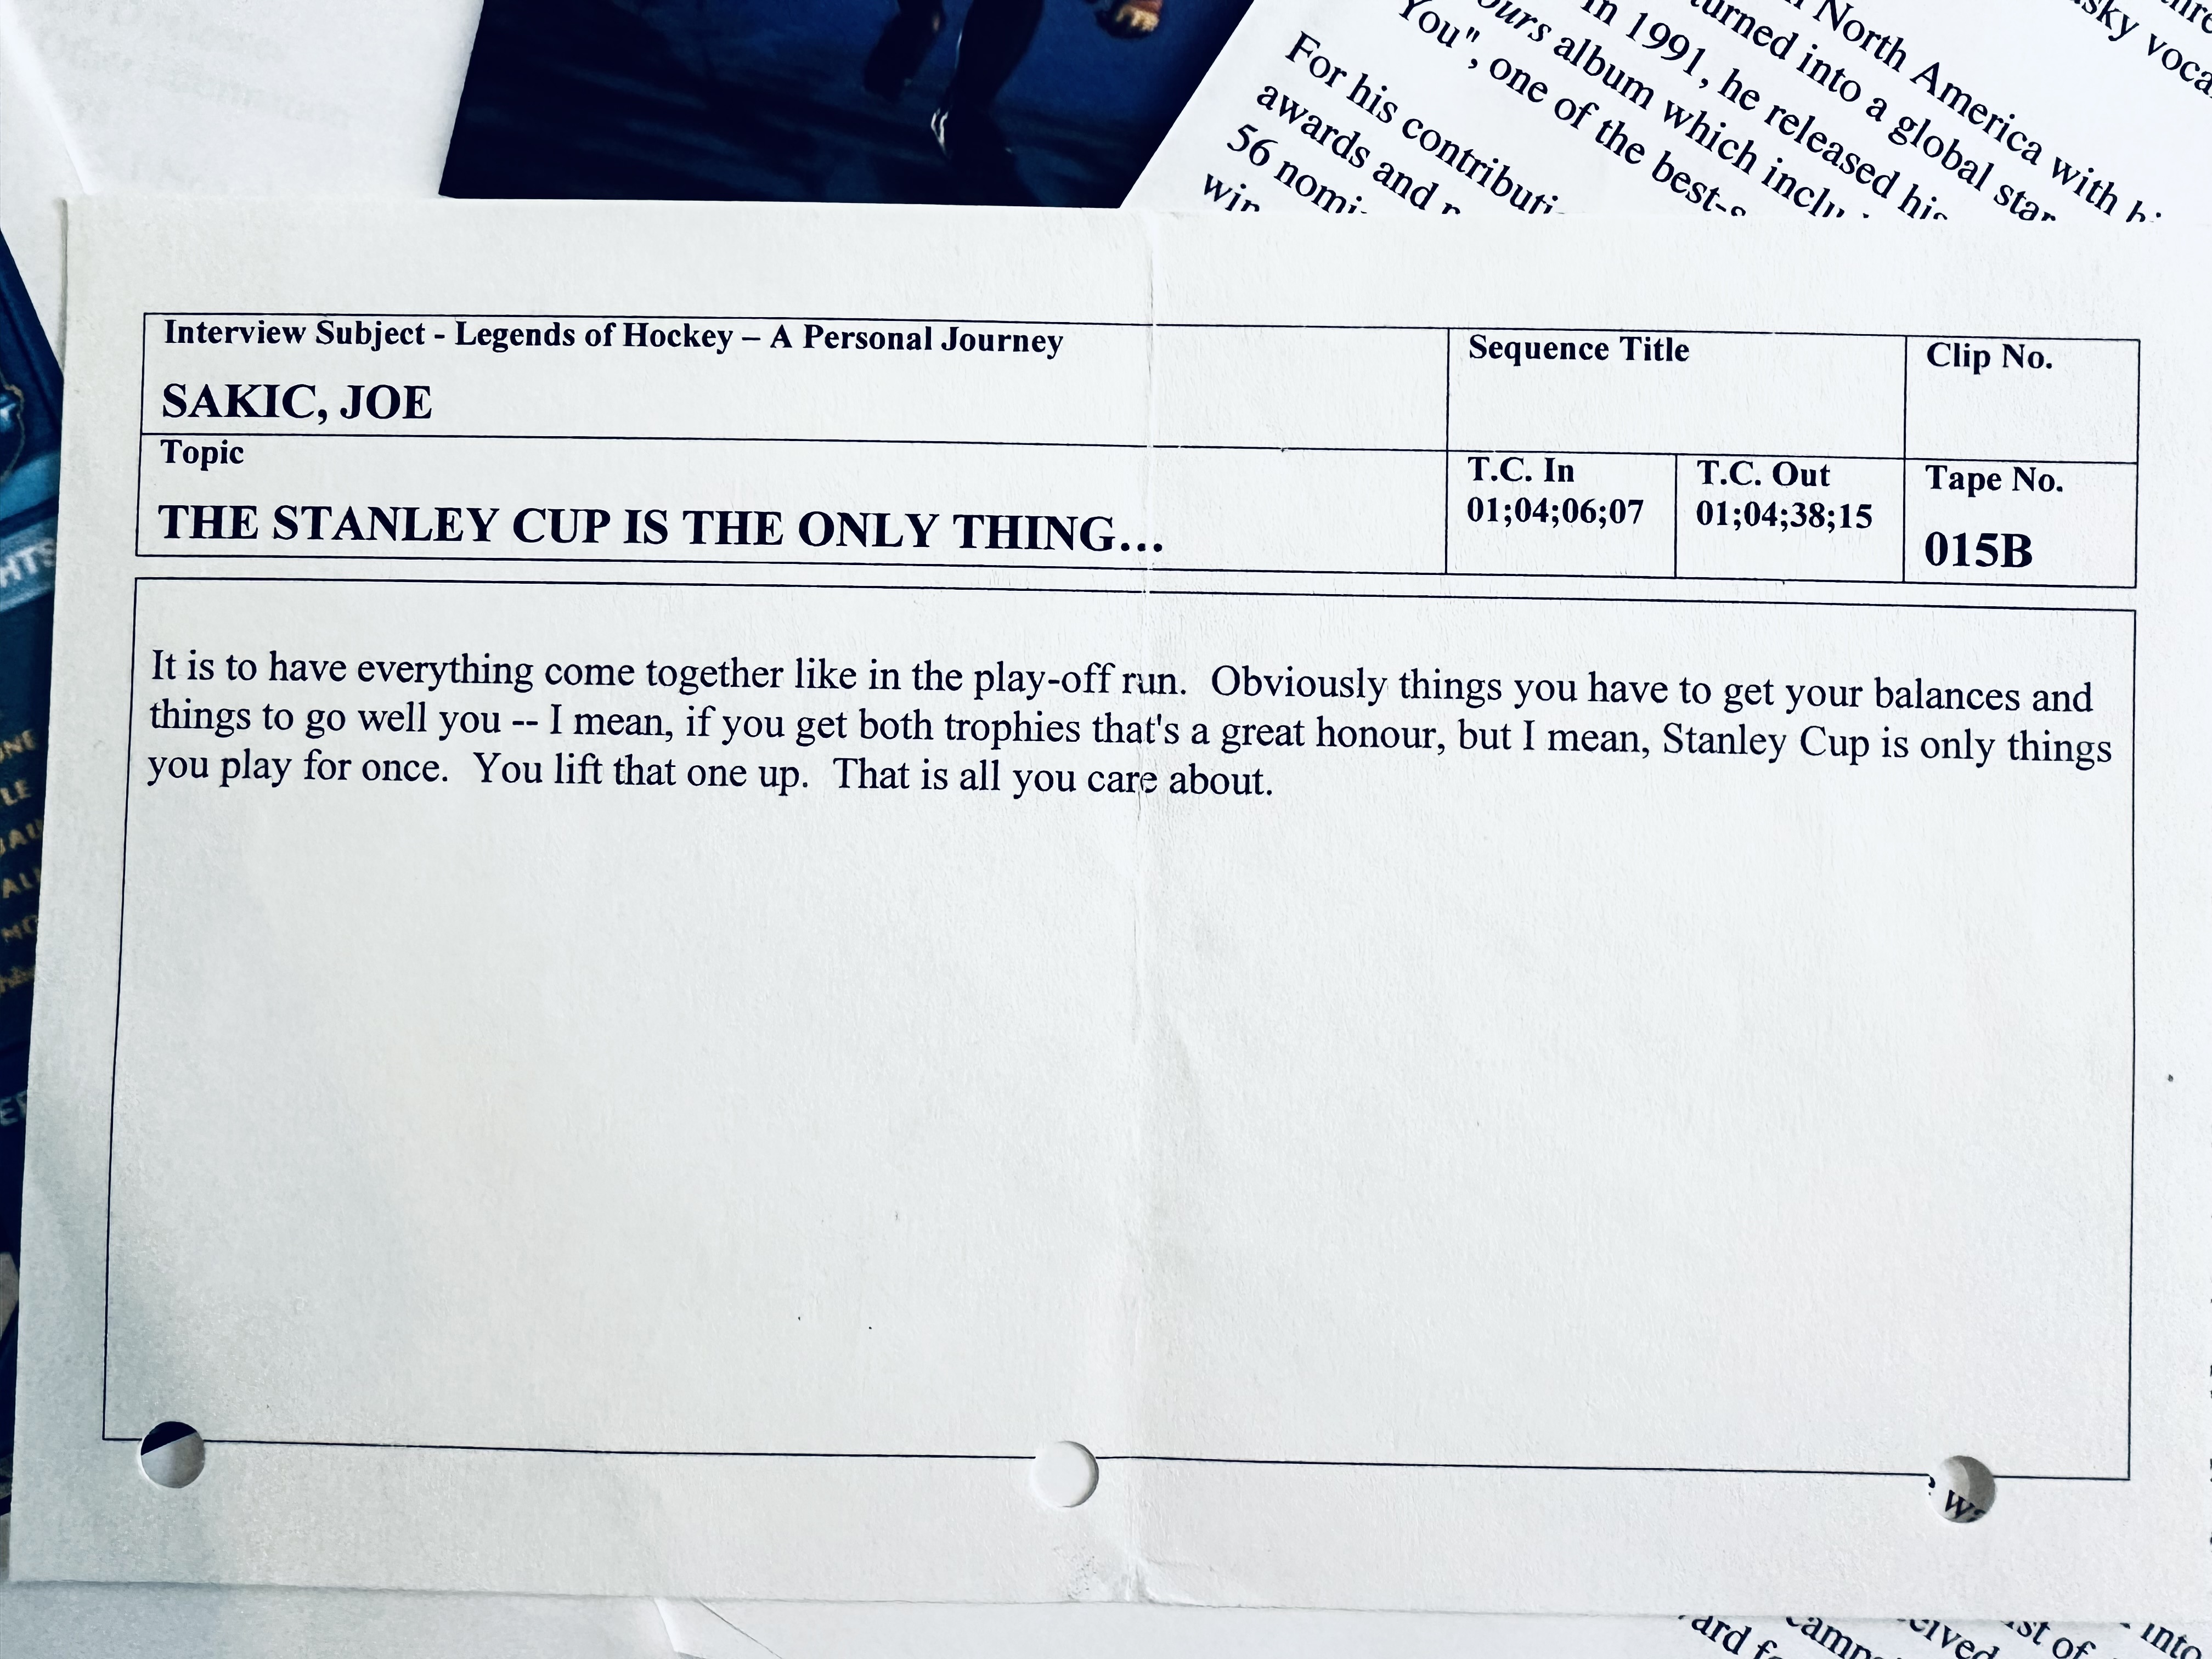 North America with
turned into a global star
in 1991, he released his
ours album which
You", one of the
For his
awards and
56
Interview Subject - Legends of Hockey – A Personal Journey
SAKIC, JOE
Sequence Title
Clip No.
Topic
THE STANLEY CUP IS THE ONLY THING...
T.C. In
01;04;06;07
T.C. Out
01;04;38;15
Tape No.
015B
It is to have everything come together like in the play-off run.  Obviously things you have to get your balances and
things to go well you -- I mean, if you get both trophies that's a great honour, but I mean, Stanley Cup is only things
you play for once.  You lift that one up.  That is all you care about.